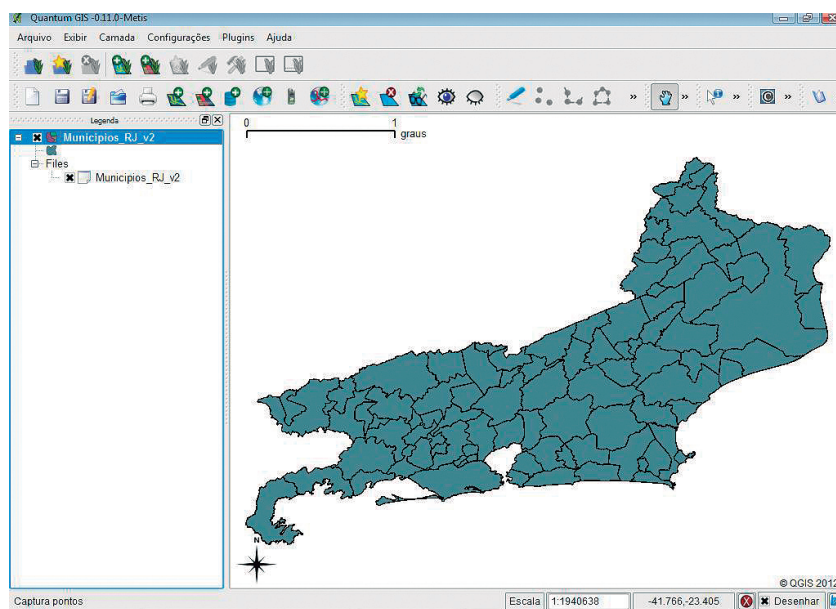 Quantum GIS -0.11.0-Metis
Arquivo Exibir Camada Configurações Plugins Ajuda
Legenda
Municipios_RJ_v2
Files
Municipios_RJ_v2
0 1
graus
N
© QGIS 2012
Captura pontos
Escala 1:1940638 -41.766,-23.405 Desenhar